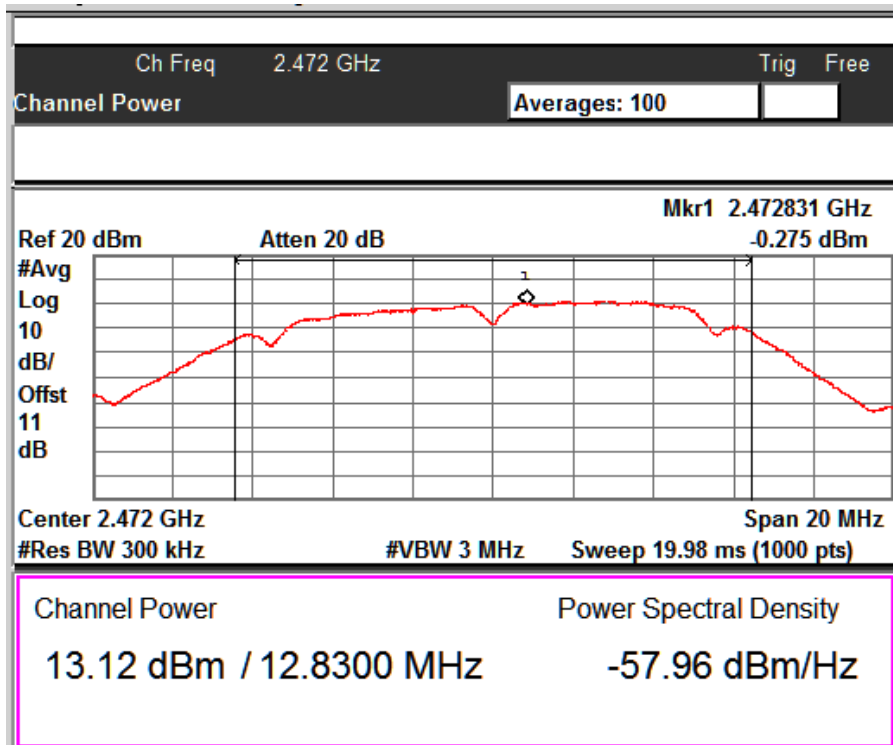 Ch Freq 2.472 GHz Trig Free
Channel Power Averages: 100
Mkr1 2.472831 GHz
Ref 20 dBm Atten 20 dB -0.275 dBm
#Avg
Log
10
dB/
Offst
11
dB
1
Center 2.472 GHz Span 20 MHz
#Res BW 300 kHz #VBW 3 MHz Sweep 19.98 ms (1000 pts)
Channel Power Power Spectral Density
13.12 dBm / 12.8300 MHz -57.96 dBm/Hz